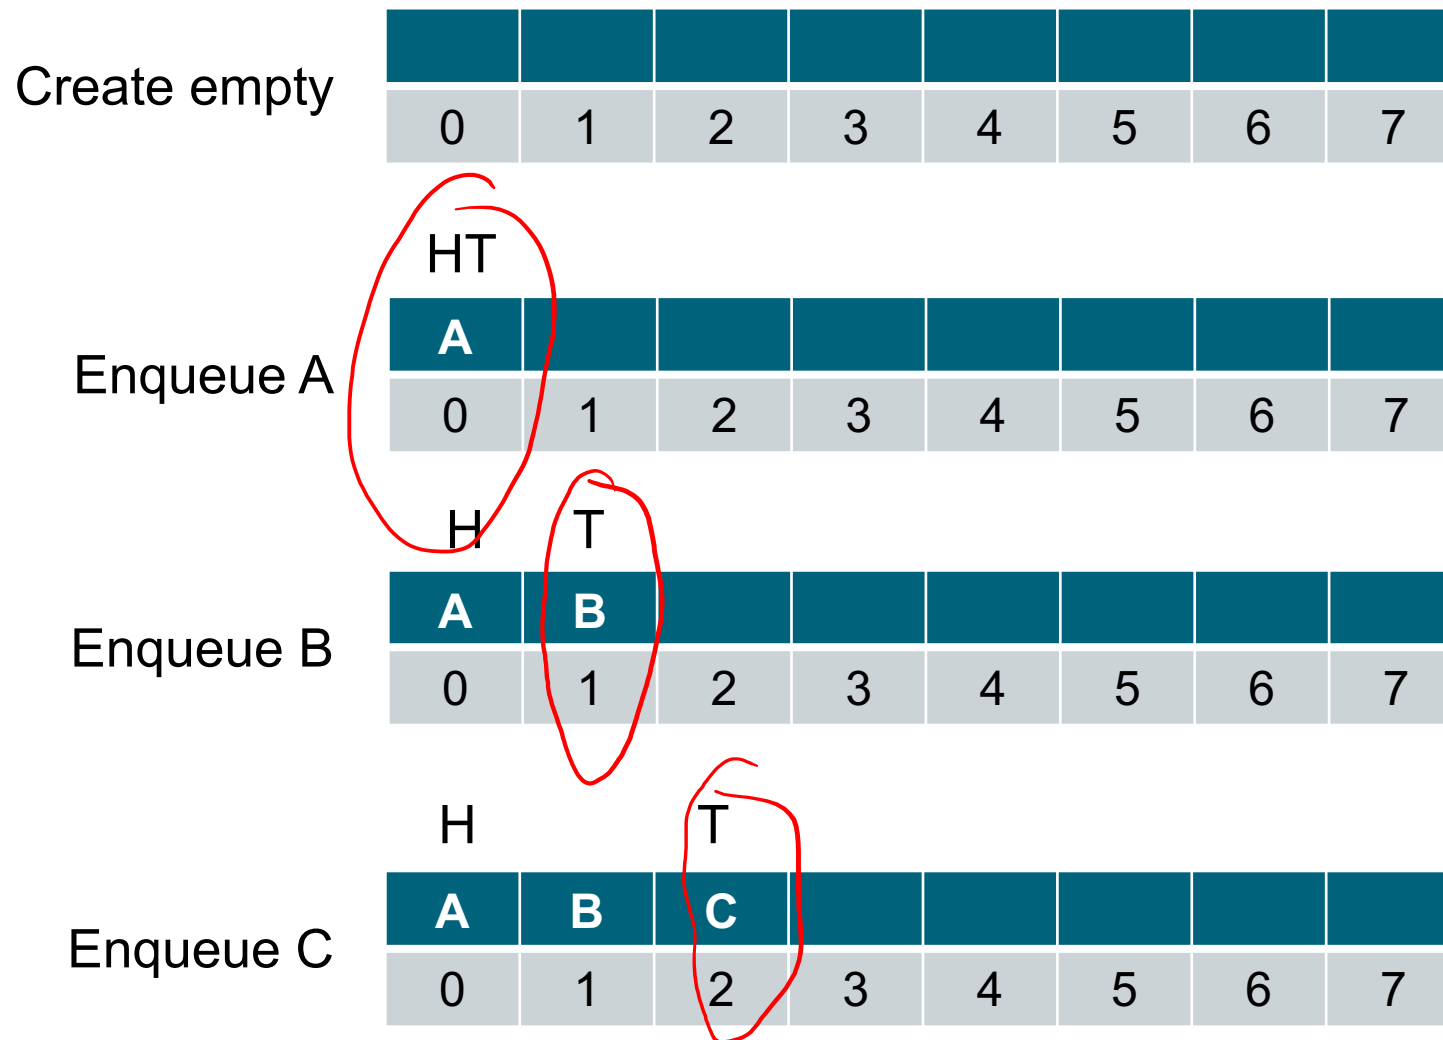 Create empty
0 1 2 3 4 5 6 7
HT
Enqueue A
A
0 1 2 3 4 5 6 7
H T
Enqueue B
A B
0 1 2 3 4 5 6 7
H T
Enqueue C
A B C
0 1 2 3 4 5 6 7